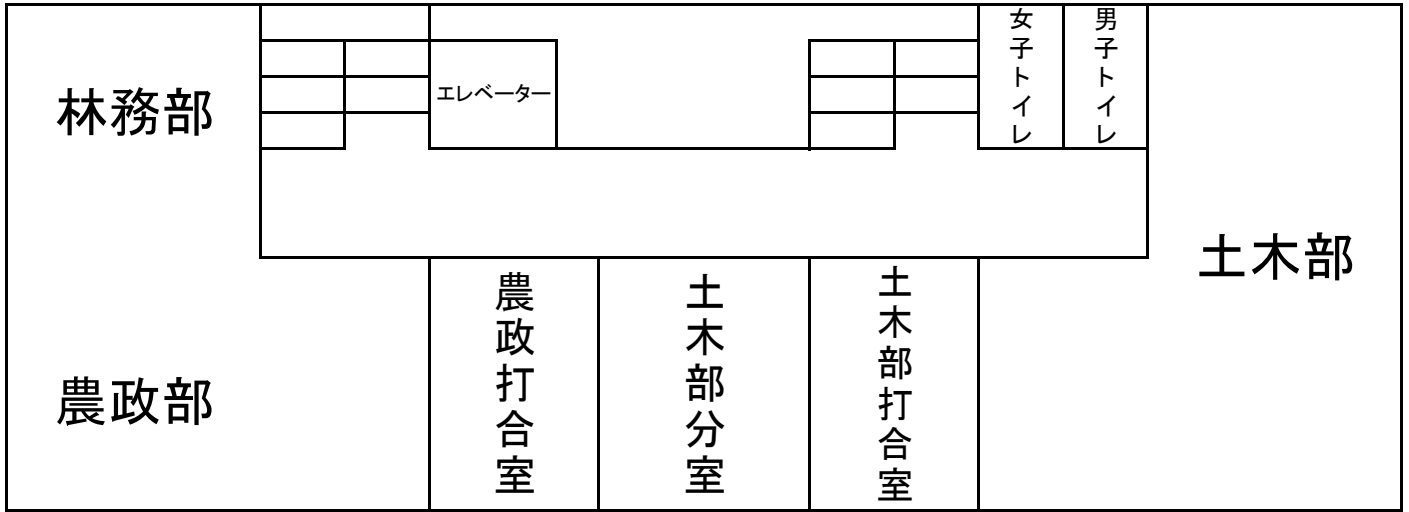 林務部
エレベーター
女子トイレ
男子トイレ
土木部
農政部
農政打合室
土木部分室
土木部打合室